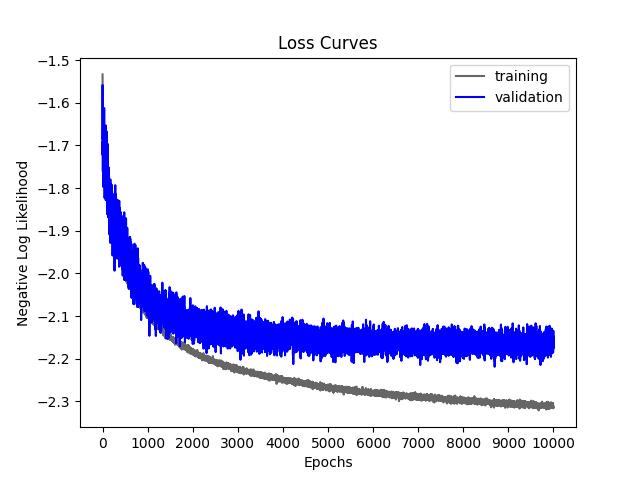 Loss Curves
training
validation
−1.5
−1.6
−1.7
−1.8
−1.9
−2.0
−2.1
−2.2
−2.3
Negative Log Likelihood
0 1000 2000 3000 4000 5000 6000 7000 8000 9000 10000
Epochs